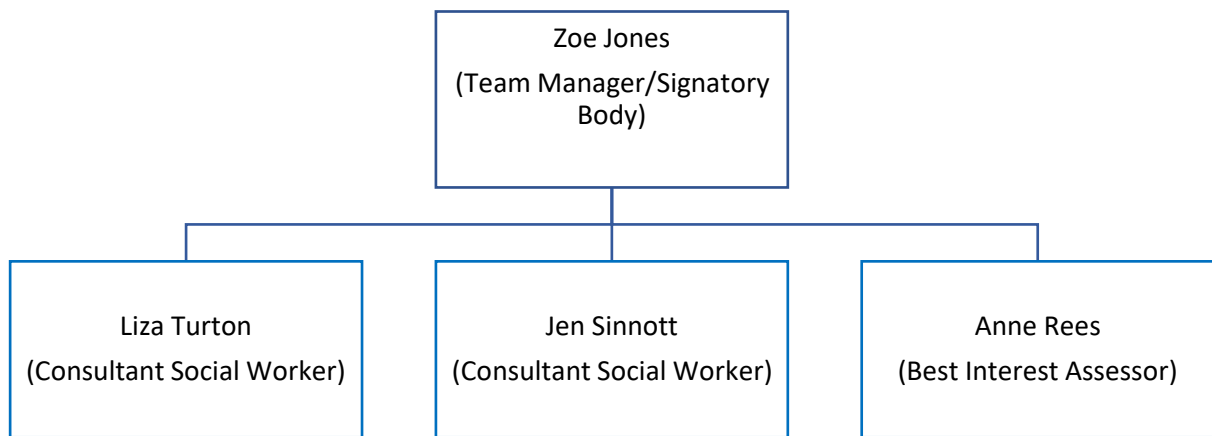 Zoe Jones
(Team Manager/Signatory
Body)
Liza Turton
(Consultant Social Worker)
Jen Sinnott
(Consultant Social Worker)
Anne Rees
(Best Interest Assessor)